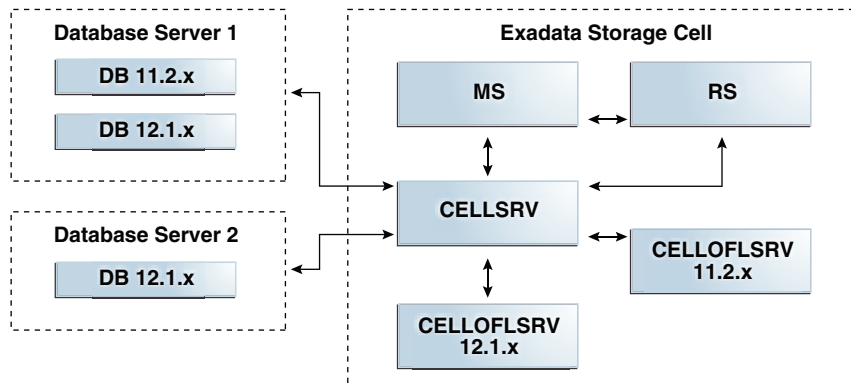 Database Server 1
DB 11.2.x
DB 12.1.x
Database Server 2
DB 12.1.x
Exadata Storage Cell
MS
RS
CELLSRV
CELLOFLSRV
11.2.x
CELLOFLSRV
12.1.x